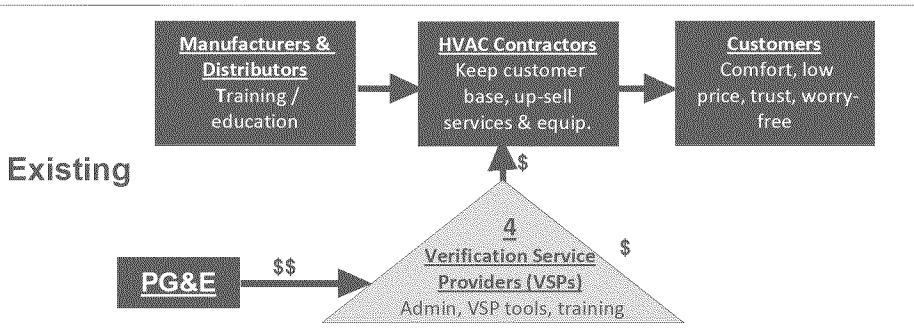 Manufacturers &
Distributors
Training /
education
HVAC Contractors
Keep customer
base, up-sell
services & equip.
Customers
Comfort, low
price, trust, worry-
free
Existing
$
4
Verification Service
Providers (VSPs)
Admin, VSP tools, training
$
PG&E
$$